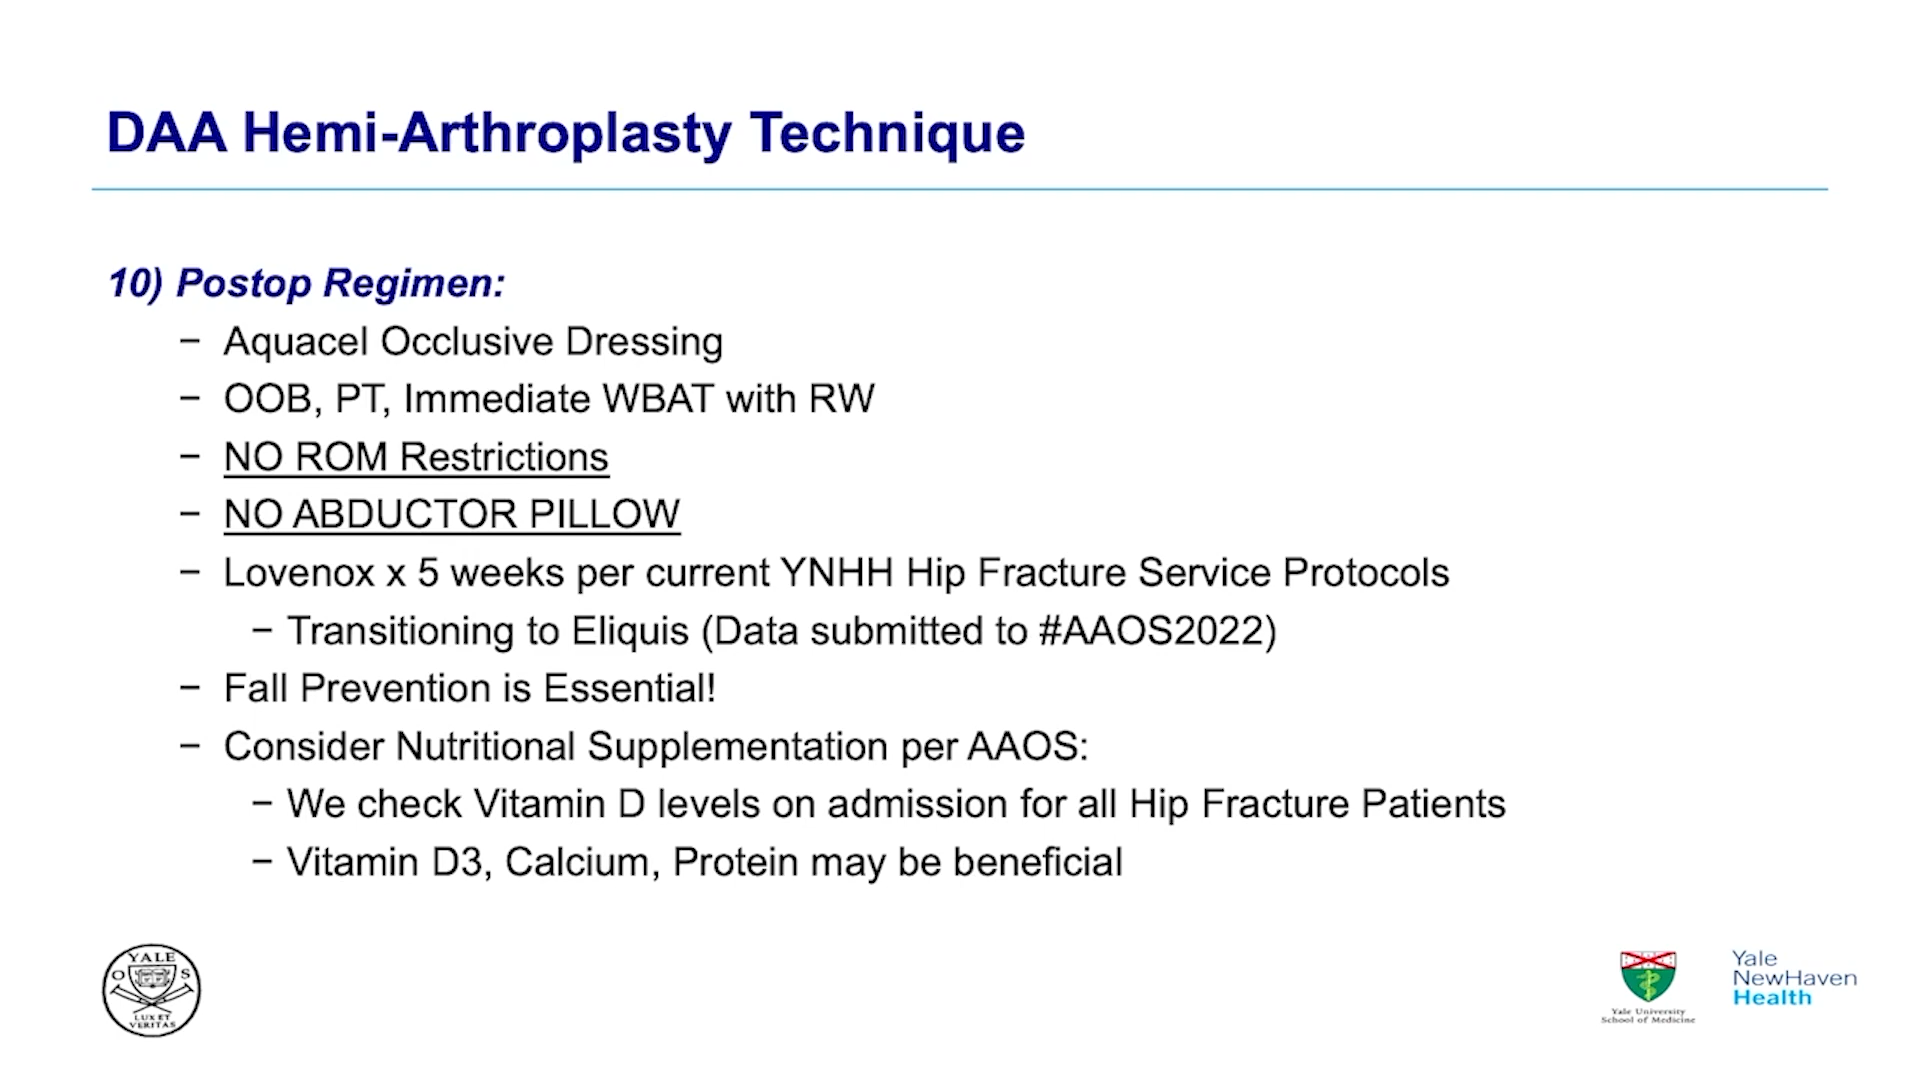 DAA Hemi-Arthroplasty Technique
10) Postop Regimen:
− Aquacel Occlusive Dressing
− OOB, PT, Immediate WBAT with RW
− NO ROM Restrictions
− NO ABDUCTOR PILLOW
− Lovenox x 5 weeks per current YNHH Hip Fracture Service Protocols
− Transitioning to Eliquis (Data submitted to #AAOS2022)
− Fall Prevention is Essential!
− Consider Nutritional Supplementation per AAOS:
− We check Vitamin D levels on admission for all Hip Fracture Patients
− Vitamin D3, Calcium, Protein may be beneficial
YALE
O S
LUX ET
VERITAS
Yale University
School of Medicine
Yale
NewHaven
Health